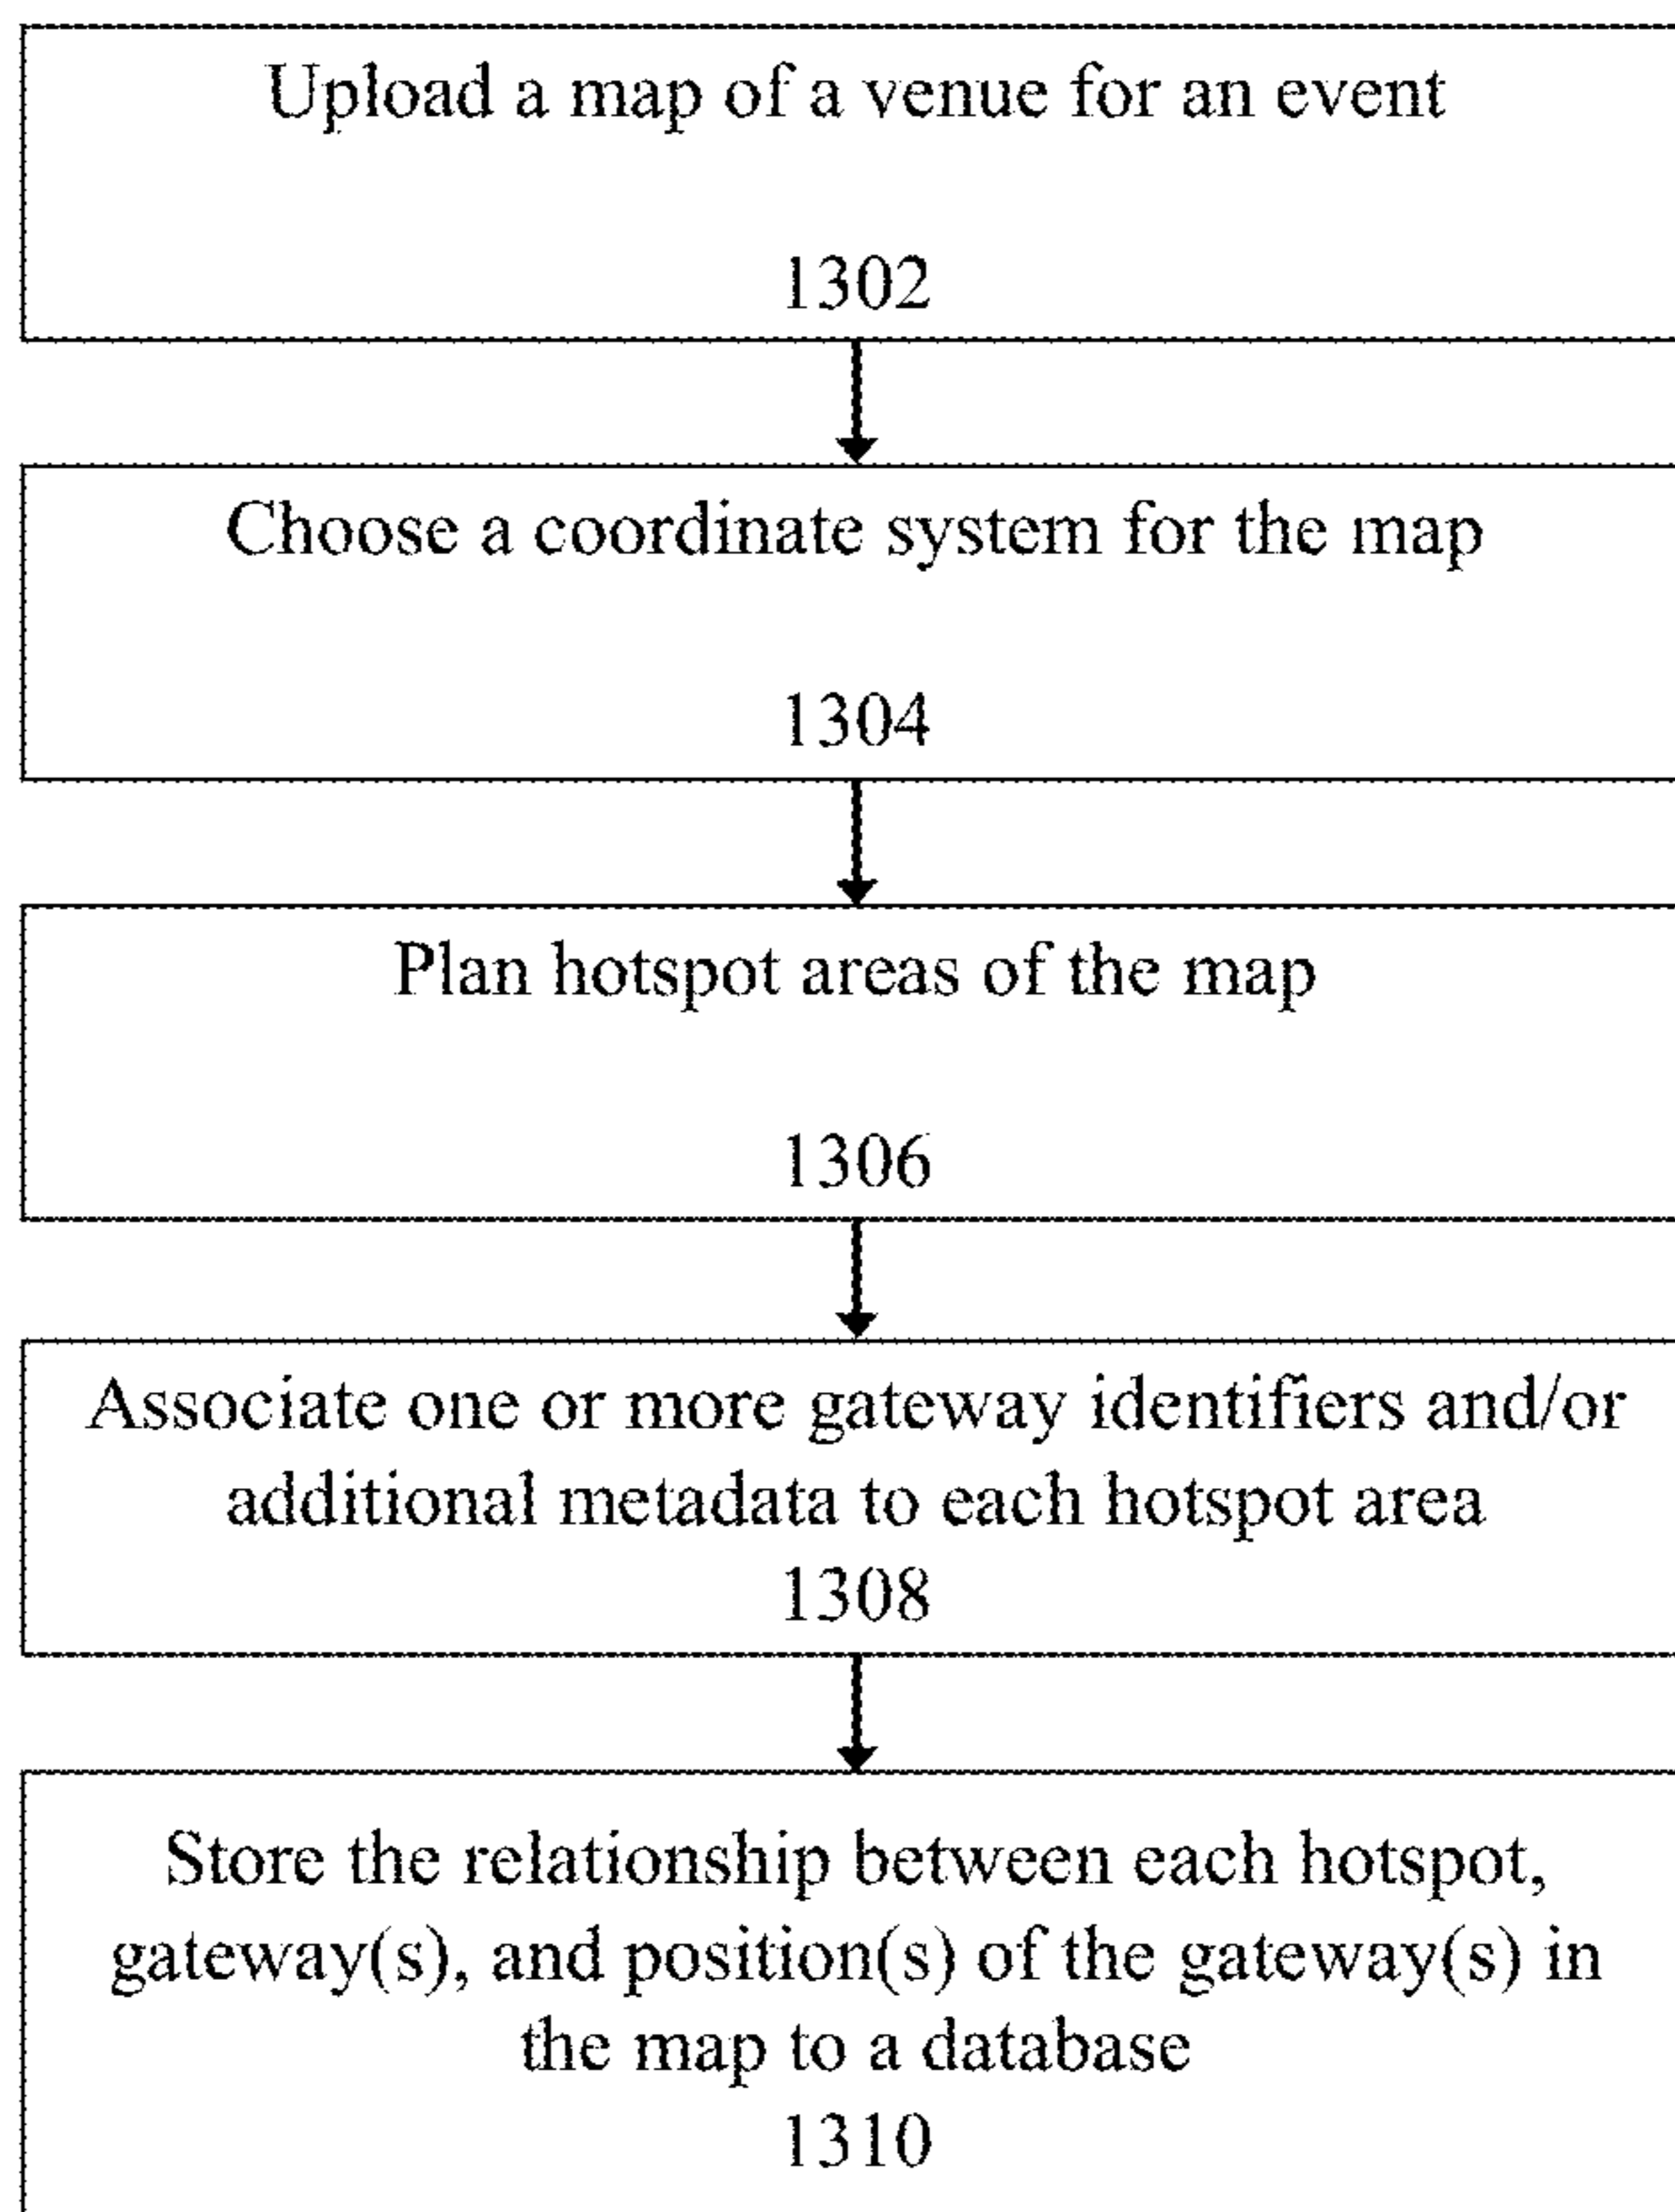 Upload a map of a venue for an event
1302
Choose a coordinate system for the map
1304
Plan hotspot areas of the map
1306
Associate one or more gateway identifiers and/or
additional metadata to each hotspot area
1308
Store the relationship between each hotspot,
gateway(s), and position(s) of the gateway(s) in
the map to a database
1310